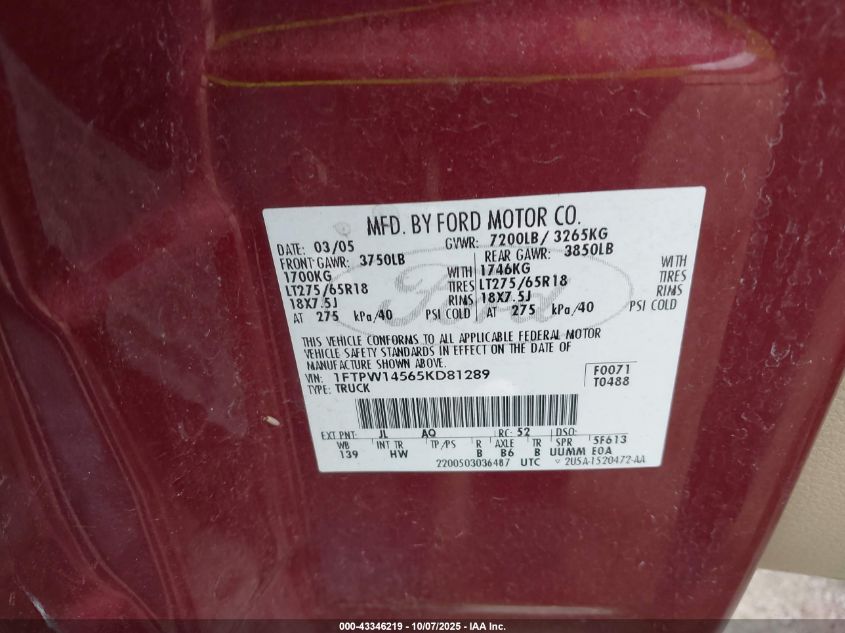 MFD. BY FORD MOTOR CO.
DATE: 03/05 GVWR: 7200LB/ 3265KG
FRONT GAWR: 3750LB REAR GAWR: 3850LB
1700KG WITH 1746KG WITH
LT275/65R18 TIRES LT275/65R18 TIRES
18X7.5J RIMS 18X7.5J RIMS
AT 275 kPa/40 PSI COLD AT 275 kPa/40 PSI COLD
Ford
THIS VEHICLE CONFORMS TO ALL APPLICABLE FEDERAL MOTOR
VEHICLE SAFETY STANDARDS IN EFFECT ON THE DATE OF
MANUFACTURE SHOWN ABOVE.
VIN: 1FTPW14565KD81289 F0071
TYPE: TRUCK T0488
EXT PNT: JL AQ RC: 52 DSO:
WB INT TR TP/PS R AXLE TR SPR 5F613
139 HW B B6 B UUMM E0A
2200503036487 UTC 2U5A-1520472-AA
000-43346219 - 10/07/2025 - IAA Inc.